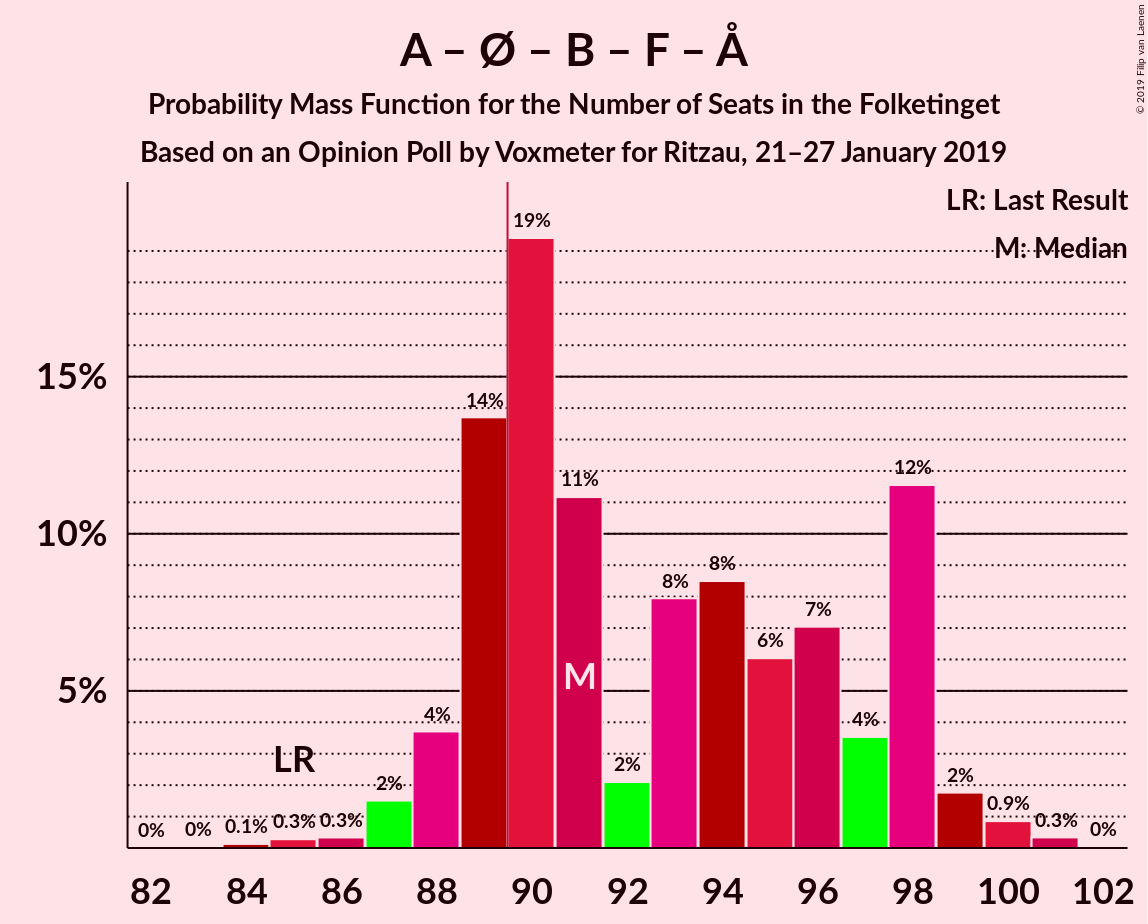 A – Ø – B – F – Å
Probability Mass Function for the Number of Seats in the Folketinget
Based on an Opinion Poll by Voxmeter for Ritzau, 21–27 January 2019
© 2019 Filip van Laenen
LR: Last Result
M: Median
19%
15%
14%
12%
11%
10%
8%
8%
7%
6%
M
5%
4%
4%
LR
2%
2%
2%
0%
0%
0.1%
0.3%
0.3%
0.9%
0.3%
0%
82 84 86 88 90 92 94 96 98 100 102